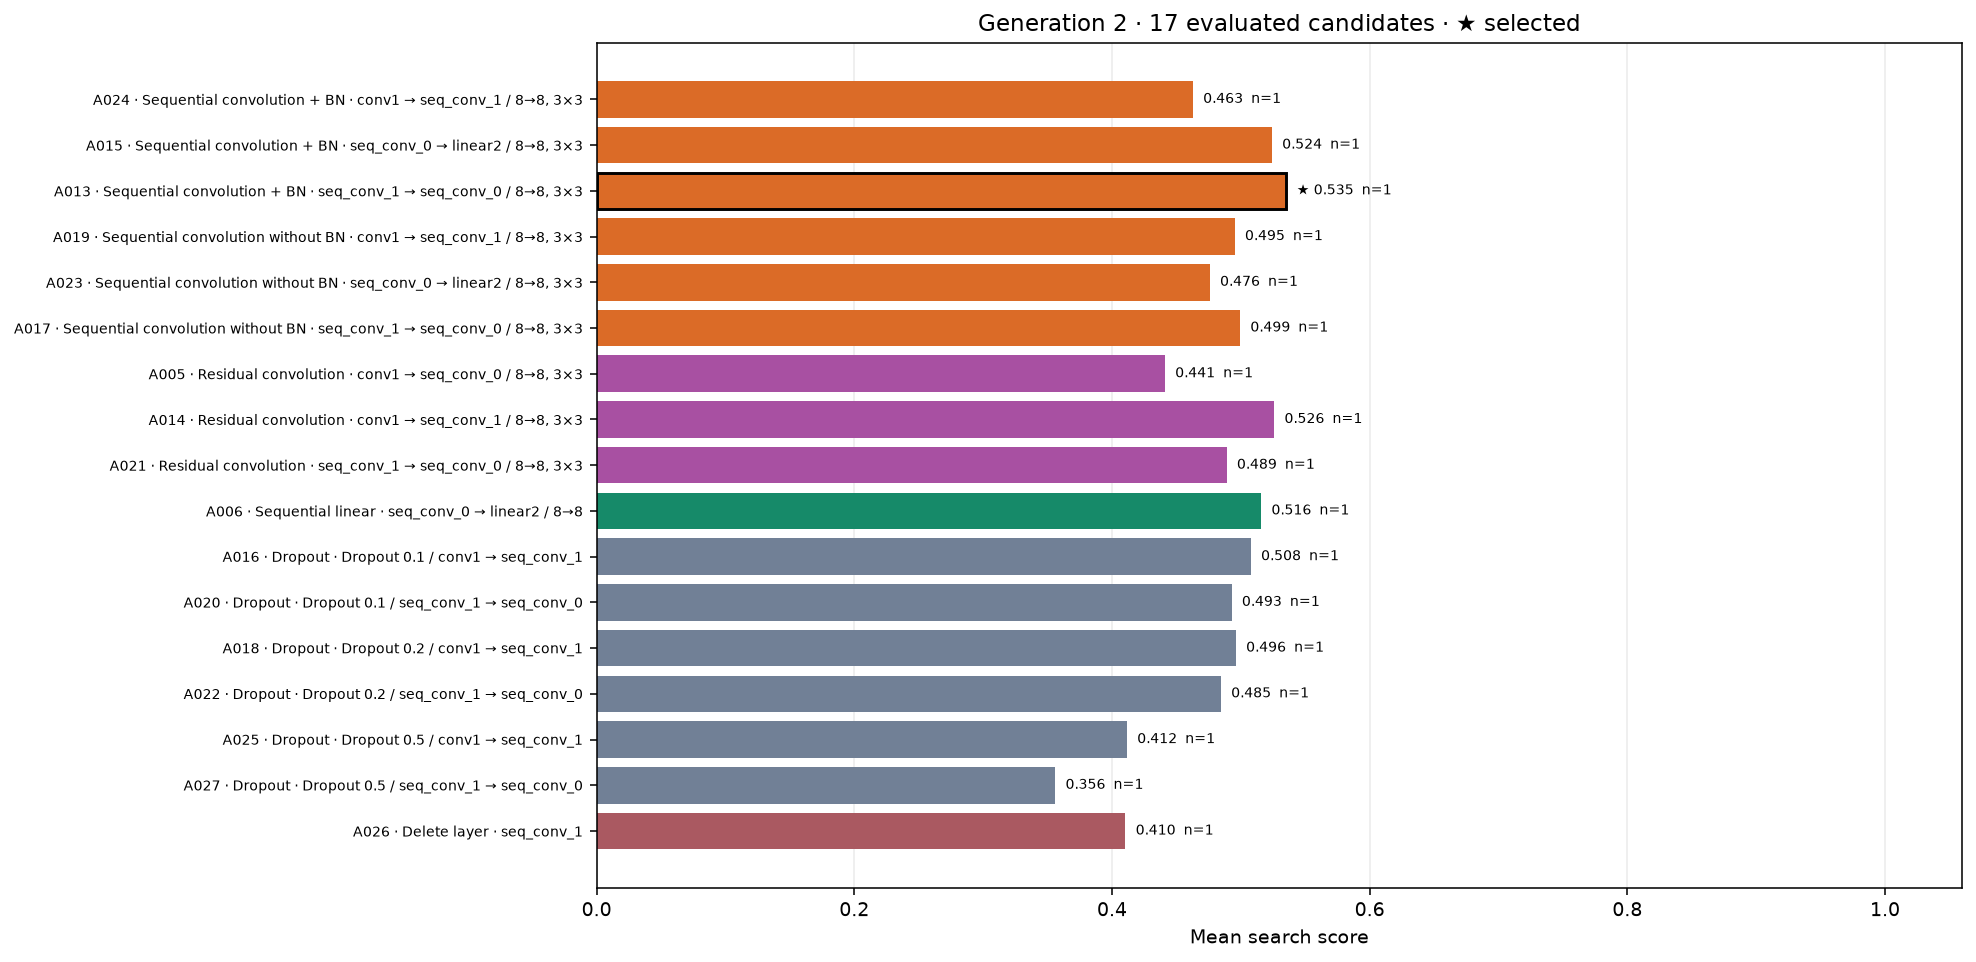 Generation 2 · 17 evaluated candidates · ★ selected
A024 · Sequential convolution + BN · conv1 → seq_conv_1 / 8→8, 3×3
0.463 n=1
A015 · Sequential convolution + BN · seq_conv_0 → linear2 / 8→8, 3×3
0.524 n=1
A013 · Sequential convolution + BN · seq_conv_1 → seq_conv_0 / 8→8, 3×3
★ 0.535 n=1
A019 · Sequential convolution without BN · conv1 → seq_conv_1 / 8→8, 3×3
0.495 n=1
A023 · Sequential convolution without BN · seq_conv_0 → linear2 / 8→8, 3×3
0.476 n=1
A017 · Sequential convolution without BN · seq_conv_1 → seq_conv_0 / 8→8, 3×3
0.499 n=1
A005 · Residual convolution · conv1 → seq_conv_0 / 8→8, 3×3
0.441 n=1
A014 · Residual convolution · conv1 → seq_conv_1 / 8→8, 3×3
0.526 n=1
A021 · Residual convolution · seq_conv_1 → seq_conv_0 / 8→8, 3×3
0.489 n=1
A006 · Sequential linear · seq_conv_0 → linear2 / 8→8
0.516 n=1
A016 · Dropout · Dropout 0.1 / conv1 → seq_conv_1
0.508 n=1
A020 · Dropout · Dropout 0.1 / seq_conv_1 → seq_conv_0
0.493 n=1
A018 · Dropout · Dropout 0.2 / conv1 → seq_conv_1
0.496 n=1
A022 · Dropout · Dropout 0.2 / seq_conv_1 → seq_conv_0
0.485 n=1
A025 · Dropout · Dropout 0.5 / conv1 → seq_conv_1
0.412 n=1
A027 · Dropout · Dropout 0.5 / seq_conv_1 → seq_conv_0
0.356 n=1
A026 · Delete layer · seq_conv_1
0.410 n=1
0.0 0.2 0.4 0.6 0.8 1.0
Mean search score